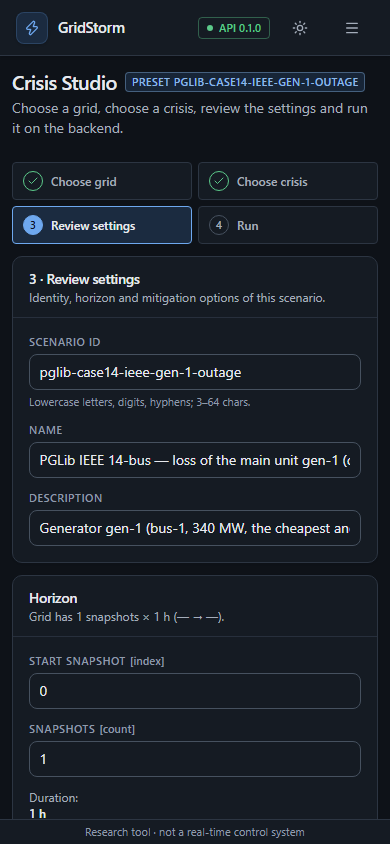 GridStorm
API 0.1.0
Crisis Studio
PRESET PGLIB-CASE14-IEEE-GEN-1-OUTAGE
Choose a grid, choose a crisis, review the settings and run
it on the backend.
Choose grid
Choose crisis
3 Review settings
4 Run
3 · Review settings
Identity, horizon and mitigation options of this scenario.
SCENARIO ID
pglib-case14-ieee-gen-1-outage
Lowercase letters, digits, hyphens; 3–64 chars.
NAME
PGLib IEEE 14-bus — loss of the main unit gen-1 (
DESCRIPTION
Generator gen-1 (bus-1, 340 MW, the cheapest an
Horizon
Grid has 1 snapshots × 1 h (— → —).
START SNAPSHOT [index]
0
SNAPSHOTS [count]
1
Duration:
1 h
Research tool · not a real-time control system